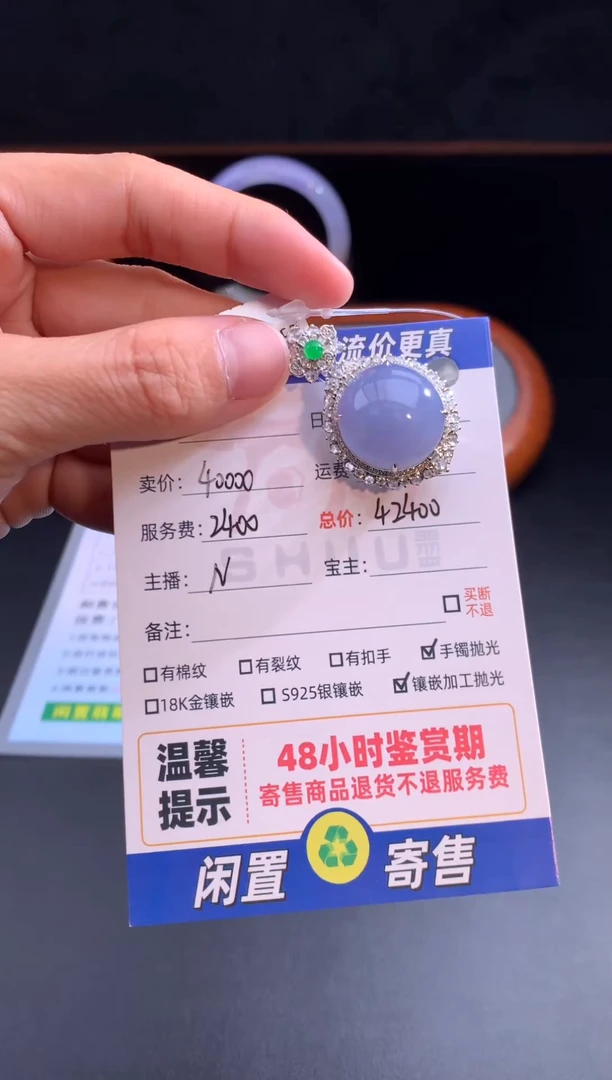 流价更真
日
卖价: 40000 运费
服务费: 2400 总价: 42400
主播: N 宝主:
SHUU
买断
不退
备注:
有棉纹 有裂纹 有扣手 手镯抛光
18K金镶嵌 S925银镶嵌 镶嵌加工抛光
温馨
提示
48小时鉴赏期
寄售商品退货不退服务费
闲置 寄售